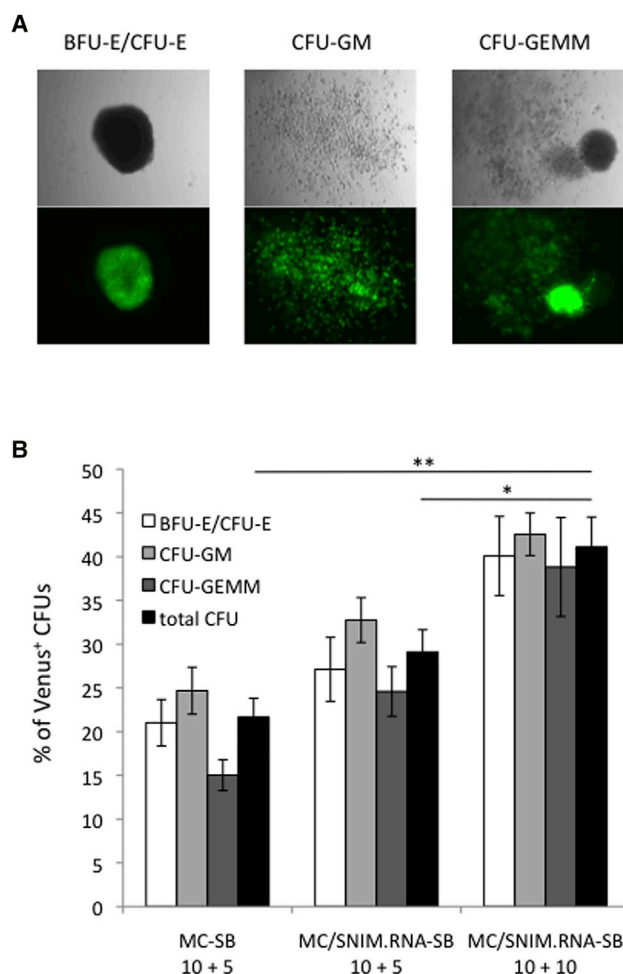 A
BFU-E/CFU-E CFU-GM CFU-GEMM
B
% of Venus⁺ CFUs
50
45
40
35
30
25
20
15
10
5
0
**
*
BFU-E/CFU-E
CFU-GM
CFU-GEMM
total CFU
MC-SB MC/SNIM.RNA-SB MC/SNIM.RNA-SB
10 + 5 10 + 5 10 + 10